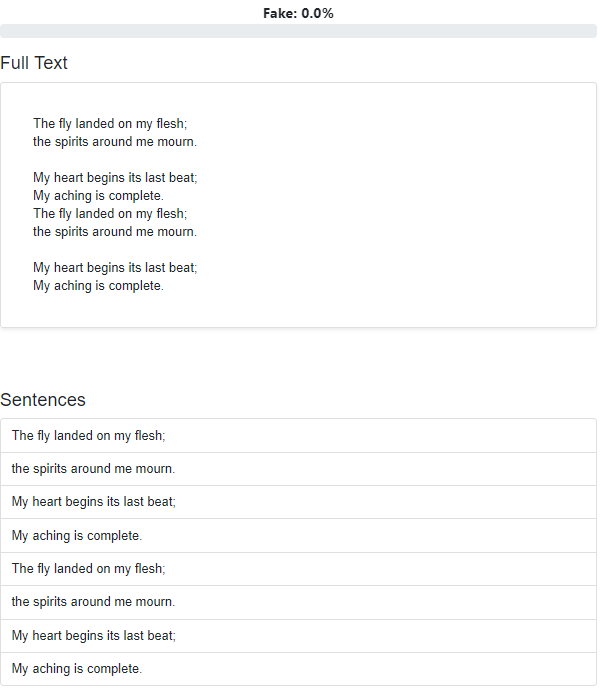 Fake: 0.0%
Full Text
The fly landed on my flesh;
the spirits around me mourn.
My heart begins its last beat;
My aching is complete.
The fly landed on my flesh;
the spirits around me mourn.
My heart begins its last beat;
My aching is complete.
Sentences
The fly landed on my flesh;
the spirits around me mourn.
My heart begins its last beat;
My aching is complete.
The fly landed on my flesh;
the spirits around me mourn.
My heart begins its last beat;
My aching is complete.